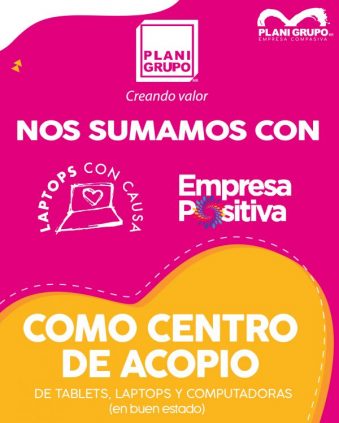 PLANI
GRUPO
Creando valor
PLANI GRUPO
EMPRESA COMPASIVA
NOS SUMAMOS CON
LAPTOPS CON CAUSA
Empresa
Positiva
COMO CENTRO
DE ACOPIO
DE TABLETS, LAPTOPS Y COMPUTADORAS
(en buen estado)